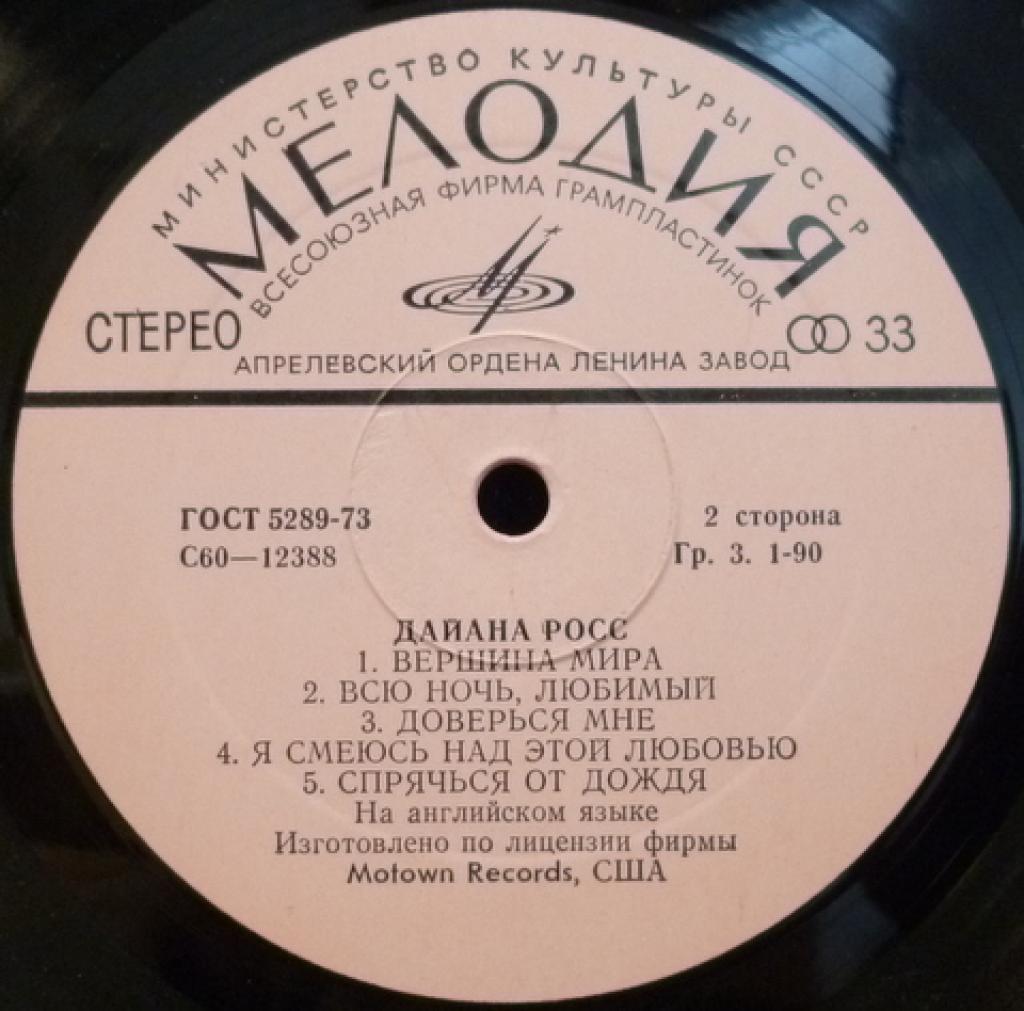 МИНИСТЕРСТВО КУЛЬТУРЫ СССР
МЕЛОДИЯ
ВСЕСОЮЗНАЯ ФИРМА ГРАМПЛАСТИНОК
СТЕРЕО
33
АПРЕЛЕВСКИЙ ОРДЕНА ЛЕНИНА ЗАВОД
ГОСТ 5289-73
2 сторона
С60—12388
Гр. 3. 1-90
ДАЙАНА РОСС
1. ВЕРШИНА МИРА
2. ВСЮ НОЧЬ, ЛЮБИМЫЙ
3. ДОВЕРЬСЯ МНЕ
4. Я СМЕЮСЬ НАД ЭТОЙ ЛЮБОВЬЮ
5. СПРЯЧЬСЯ ОТ ДОЖДЯ
На английском языке
Изготовлено по лицензии фирмы
Motown Records, США